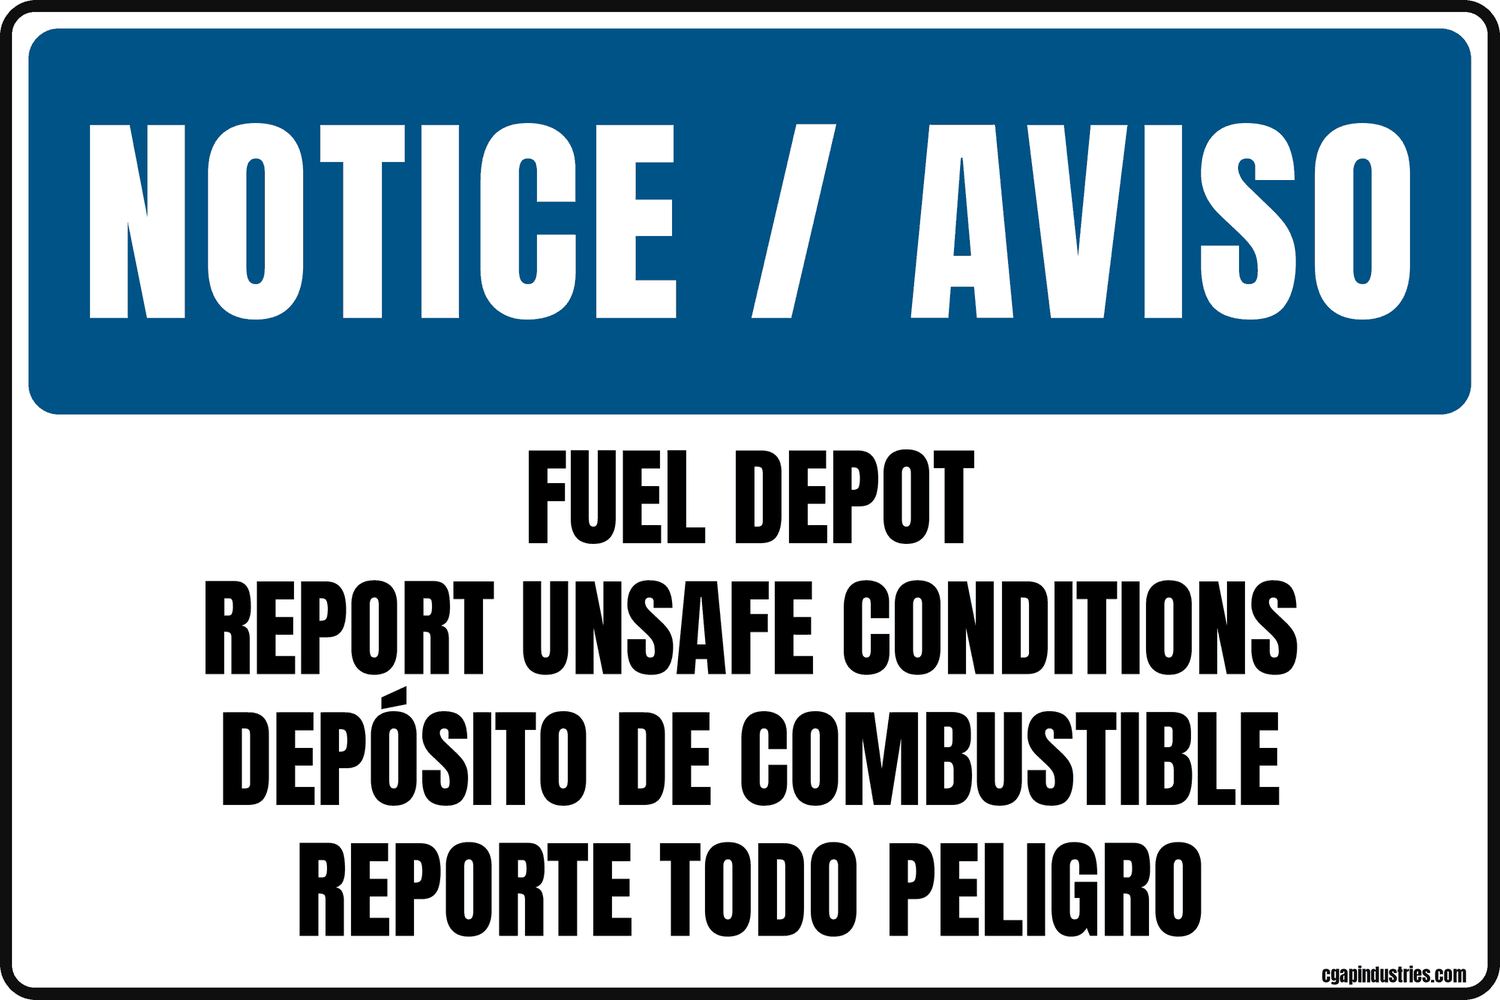 NOTICE / AVISO
FUEL DEPOT
REPORT UNSAFE CONDITIONS
DEPÓSITO DE COMBUSTIBLE
REPORTE TODO PELIGRO
cgapindustries.com